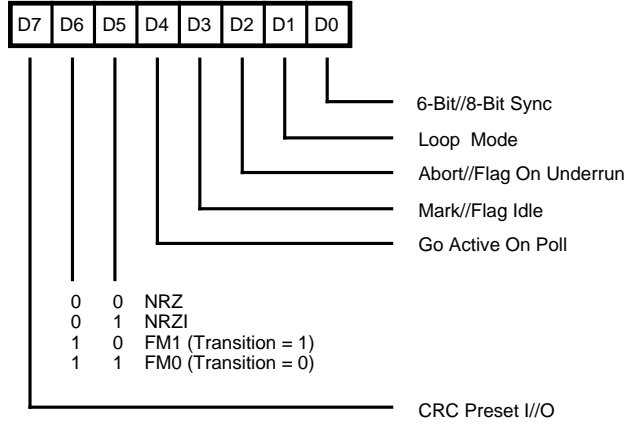 D7 D6 D5 D4 D3 D2 D1 D0
6-Bit//8-Bit Sync
Loop Mode
Abort//Flag On Underrun
Mark//Flag Idle
Go Active On Poll
0 0 NRZ
0 1 NRZI
1 0 FM1 (Transition = 1)
1 1 FM0 (Transition = 0)
CRC Preset I//O